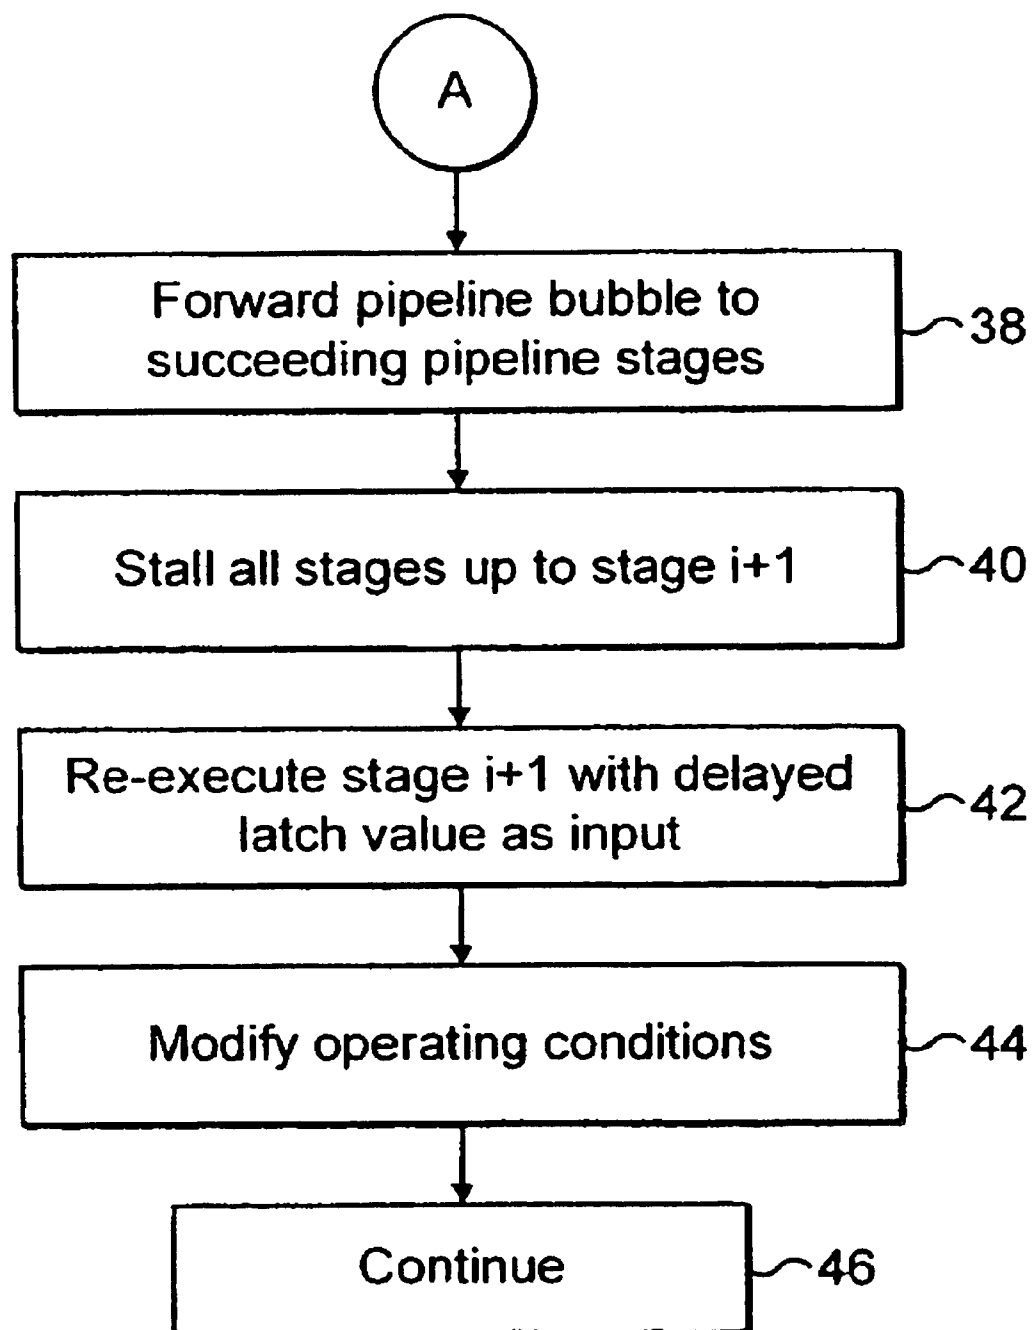 A
Forward pipeline bubble to
succeeding pipeline stages
38
Stall all stages up to stage i+1
40
Re-execute stage i+1 with delayed
latch value as input
42
Modify operating conditions
44
Continue
46